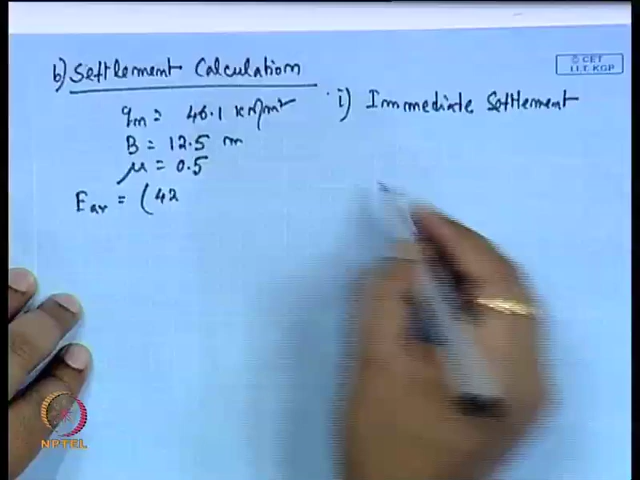 b) Settlement Calculation
qm = 46.1 kN/m²
B = 12.5 m
μ = 0.5
Eav = (42
i) Immediate Settlement
© CET
I.I.T. KGP
NPTEL